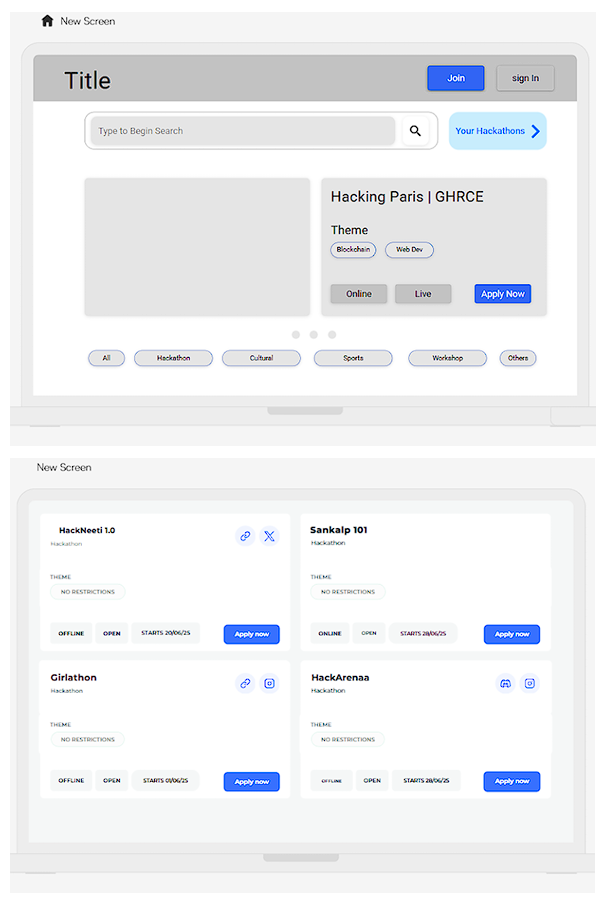 New Screen
Title
Join
sign In
Type to Begin Search
Your Hackathons
Hacking Paris | GHRCE
Theme
Blockchain
Web Dev
Online
Live
Apply Now
All
Hackathon
Cultural
Sports
Workshop
Others
New Screen
HackNeeti 1.0
Hackathon
THEME
NO RESTRICTIONS
OFFLINE
OPEN
STARTS 20/06/25
Apply now
Sankalp 101
Hackathon
THEME
NO RESTRICTIONS
ONLINE
OPEN
STARTS 28/06/25
Apply now
Girlathon
Hackathon
THEME
NO RESTRICTIONS
OFFLINE
OPEN
STARTS 01/06/25
Apply now
HackArenaa
Hackathon
THEME
NO RESTRICTIONS
OFFLINE
OPEN
STARTS 28/06/25
Apply now